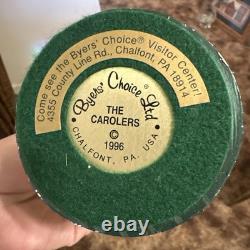 Come see the Byers' Choice® Visitor Center!
4355 County Line Rd., Chalfont, PA 18914
Byers' Choice Ltd
THE
CAROLERS
©
1996
CHALFONT, PA. USA